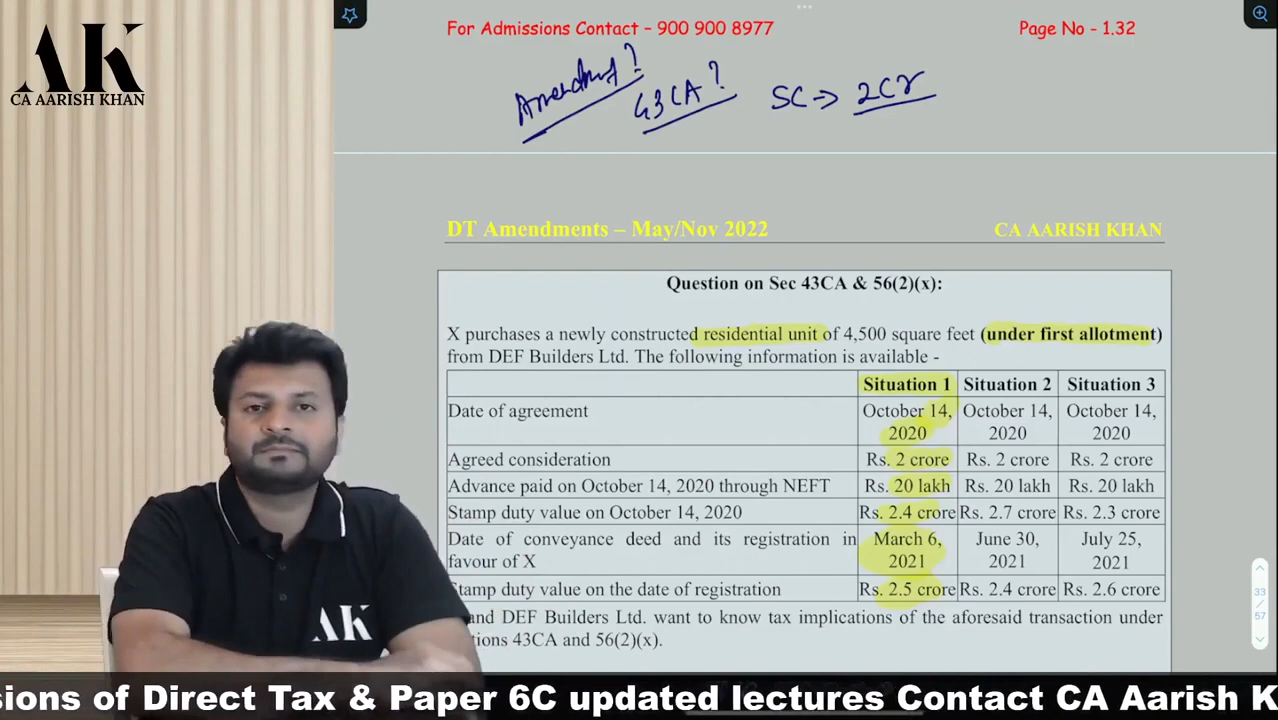 For Admissions Contact – 900 900 8977
Page No - 1.32
AK
CA AARISH KHAN
Amendment?
43CA?
SC → 2Cr
DT Amendments – May/Nov 2022
CA AARISH KHAN
Question on Sec 43CA & 56(2)(x):
X purchases a newly constructed residential unit of 4,500 square feet (under first allotment)
from DEF Builders Ltd. The following information is available -
Situation 1 Situation 2 Situation 3
Date of agreement October 14, 2020 October 14, 2020 October 14, 2020
Agreed consideration Rs. 2 crore Rs. 2 crore Rs. 2 crore
Advance paid on October 14, 2020 through NEFT Rs. 20 lakh Rs. 20 lakh Rs. 20 lakh
Stamp duty value on October 14, 2020 Rs. 2.4 crore Rs. 2.7 crore Rs. 2.3 crore
Date of conveyance deed and its registration in favour of X March 6, 2021 June 30, 2021 July 25, 2021
Stamp duty value on the date of registration Rs. 2.5 crore Rs. 2.4 crore Rs. 2.6 crore
and DEF Builders Ltd. want to know tax implications of the aforesaid transaction under
43CA and 56(2)(x).
33
/
57
AK
of Direct Tax & Paper 6C updated lectures Contact CA Aarish